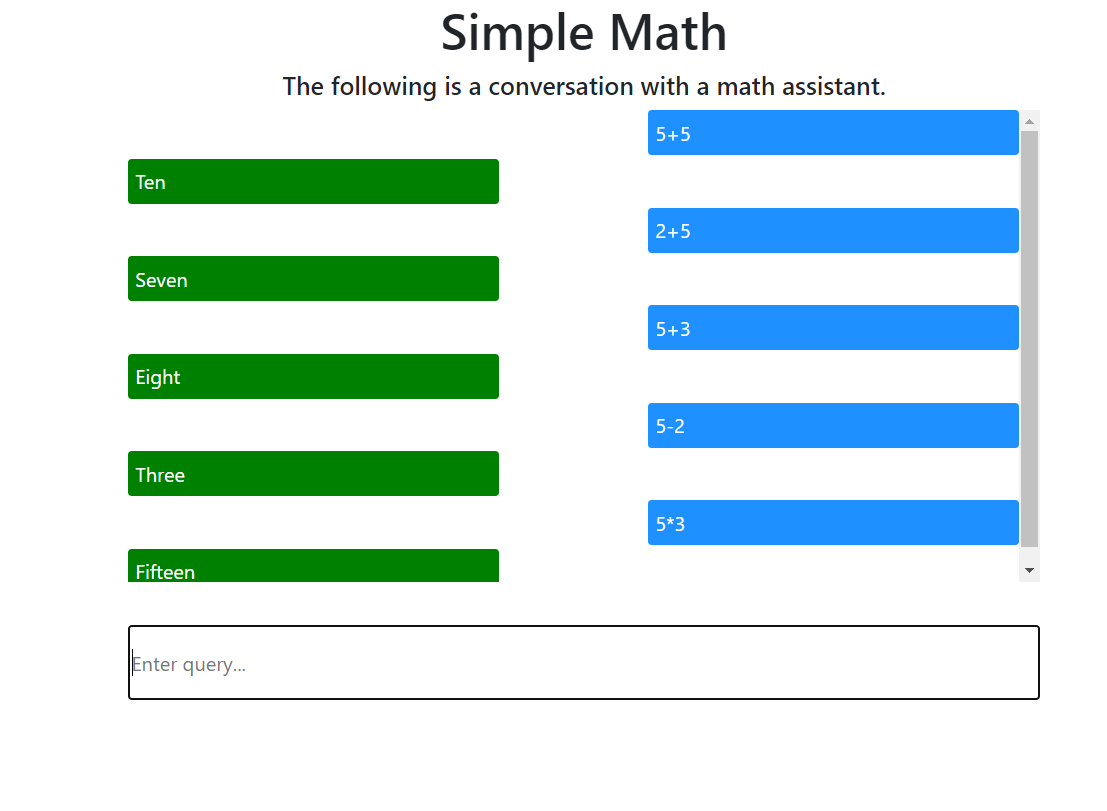 Simple Math
The following is a conversation with a math assistant.
5+5
Ten
2+5
Seven
5+3
Eight
5-2
Three
5*3
Fifteen
Enter query...